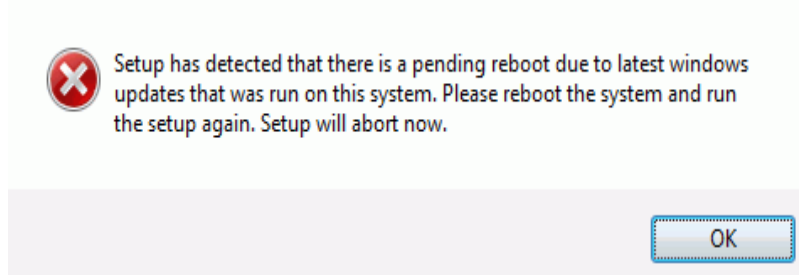 Setup has detected that there is a pending reboot due to latest windows
updates that was run on this system. Please reboot the system and run
the setup again. Setup will abort now.
OK